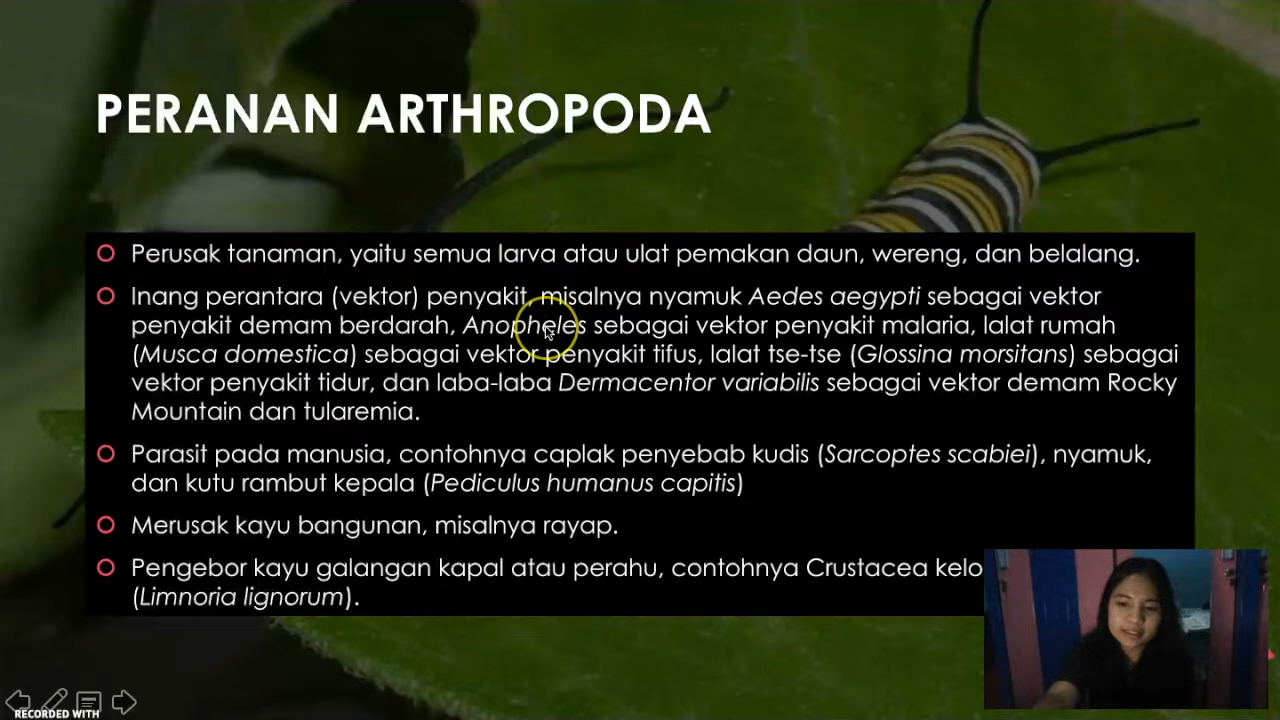 PERANAN ARTHROPODA
Perusak tanaman, yaitu semua larva atau ulat pemakan daun, wereng, dan belalang.
Inang perantara (vektor) penyakit, misalnya nyamuk Aedes aegypti sebagai vektor
penyakit demam berdarah, Anopheles sebagai vektor penyakit malaria, lalat rumah
(Musca domestica) sebagai vektor penyakit tifus, lalat tse-tse (Glossina morsitans) sebagai
vektor penyakit tidur, dan laba-laba Dermacentor variabilis sebagai vektor demam Rocky
Mountain dan tularemia.
Parasit pada manusia, contohnya caplak penyebab kudis (Sarcoptes scabiei), nyamuk,
dan kutu rambut kepala (Pediculus humanus capitis)
Merusak kayu bangunan, misalnya rayap.
Pengebor kayu galangan kapal atau perahu, contohnya Crustacea
(Limnoria lignorum).
RECORDED WITH